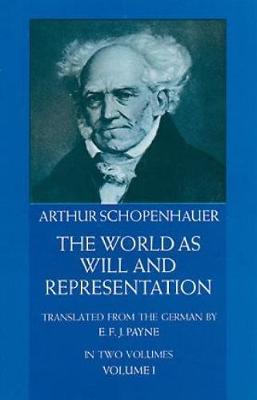 ARTHUR SCHOPENHAUER
THE WORLD AS
WILL AND
REPRESENTATION
TRANSLATED FROM THE GERMAN BY
E. F. J. PAYNE
IN TWO VOLUMES
VOLUME I